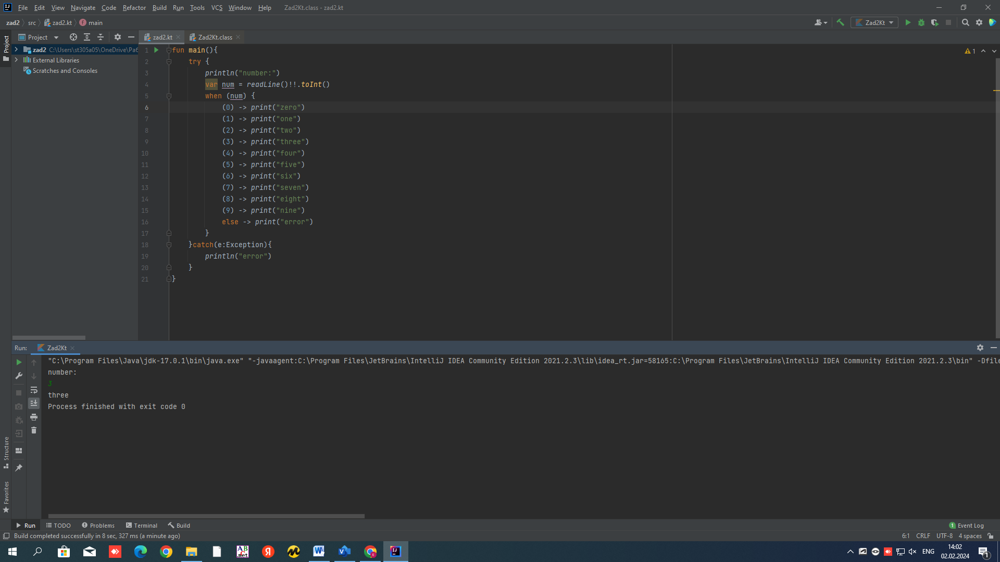 File Edit View Navigate Code Refactor Build Run Tools VCS Window Help Zad2Kt.class - zad2.kt
zad2 src zad2.kt main
Zad2Kt
Project
zad2.kt Zad2Kt.class
Project
zad2 C:\Users\st305a05\OneDrive\Раб
External Libraries
Scratches and Consoles
1
1 fun main(){
2 try {
3 println("number:")
4 var num = readLine()!!.toInt()
5 when (num) {
6 (0) -> print("zero")
7 (1) -> print("one")
8 (2) -> print("two")
9 (3) -> print("three")
10 (4) -> print("four")
11 (5) -> print("five")
12 (6) -> print("six")
13 (7) -> print("seven")
14 (8) -> print("eight")
15 (9) -> print("nine")
16 else -> print("error")
17 }
18 }catch(e:Exception){
19 println("error")
20 }
21 }
Run: Zad2Kt
"C:\Program Files\Java\jdk-17.0.1\bin\java.exe" "-javaagent:C:\Program Files\JetBrains\IntelliJ IDEA Community Edition 2021.2.3\lib\idea_rt.jar=58165:C:\Program Files\JetBrains\IntelliJ IDEA Community Edition 2021.2.3\bin" -Dfile
number:
3
three
Process finished with exit code 0
Structure
Favorites
Run TODO Problems Terminal Build
1 Event Log
Build completed successfully in 8 sec, 327 ms (a minute ago)
6:1 CRLF UTF-8 4 spaces
ENG
14:02
02.02.2024
1